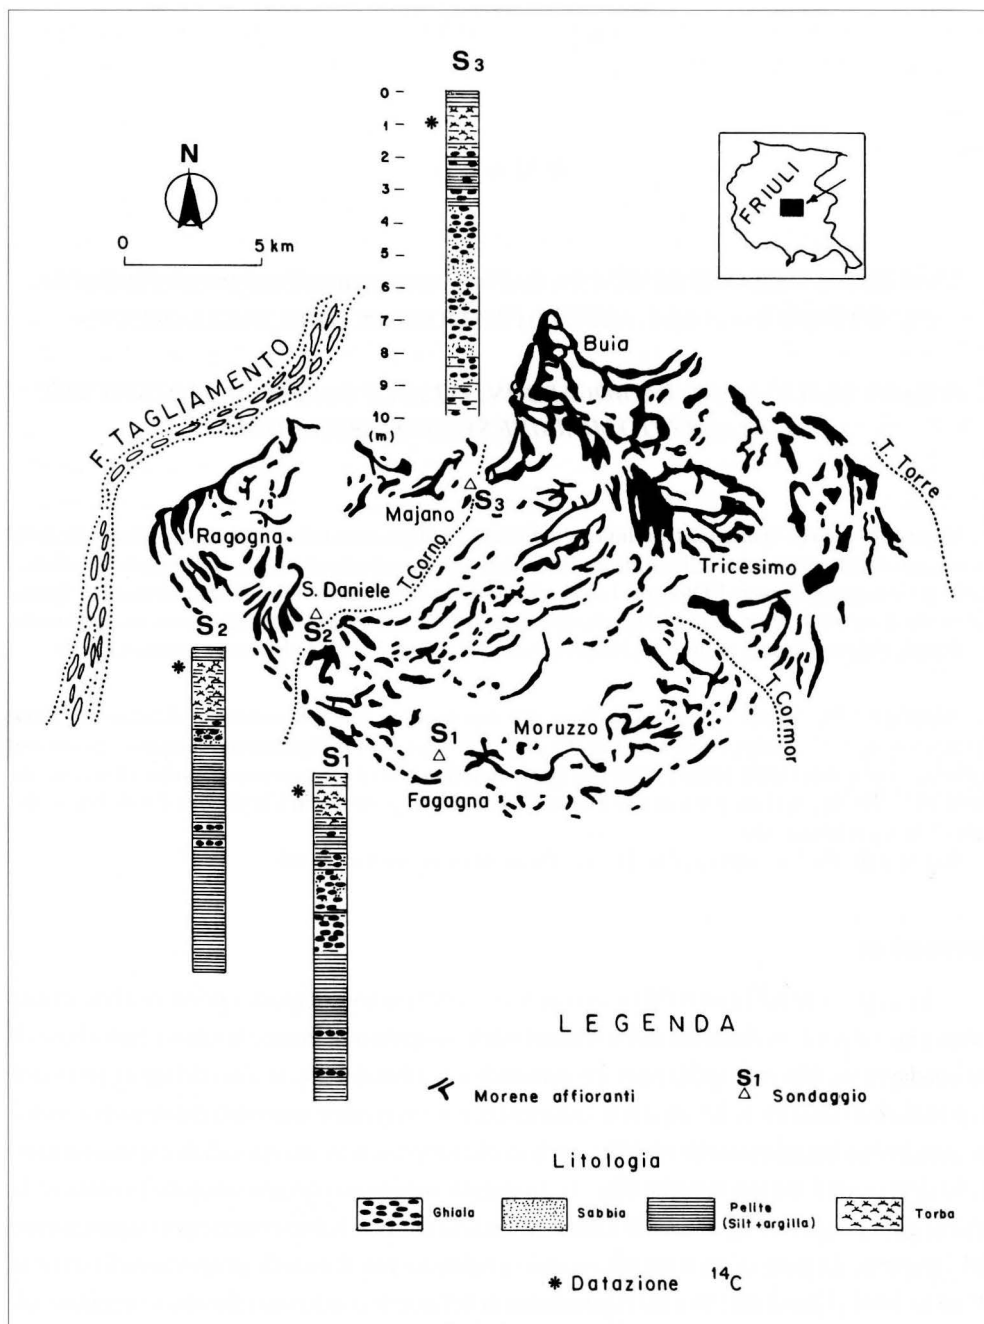 S3
0
1
2
3
4
5
6
7
8
9
10
(m)
N
0 5 km
FRIULI
F. TAGLIAMENTO
Buia
T. Torre
Majano
S3
Ragogna
T. Corno
Tricesimo
S. Daniele
S2
S2
T. Cormor
Moruzzo
S1
S1
Fagagna
LEGENDA
Morene affioranti
S1 Sondaggio
Litologia
Ghiaia
Sabbia
Pelite
(Silt+argilla)
Torba
* Datazione 14C